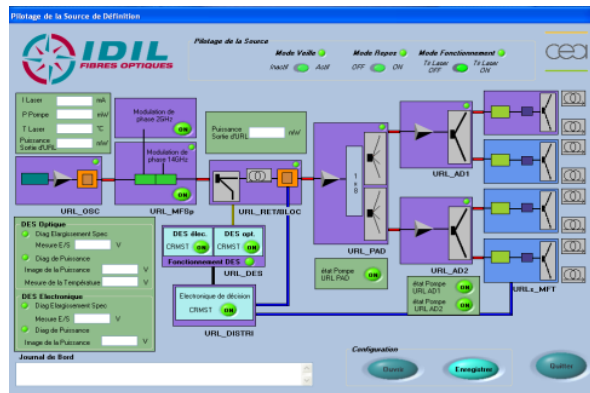 Pilotage de la Source de Définition
IDIL
FIBRES OPTIQUES
Pilotage de la Source
Mode Veille
Inactif
Actif
Mode Repos
OFF
ON
Mode Fonctionnement
Tir Laser OFF
Tir Laser ON
cea
I Laser mA
P Pompe mW
T Laser °C
Puissance Sortie d'URL mW
Modulation de phase 2GHz
ON
Modulation de phase 14GHz
ON
Puissance Sortie d'URL mW
URL_OSC
URL_MFSp
URL_RET/BLOC
1 x 8
URL_PAD
URL_AD1
URL_AD2
URLs_MFT
DES Optique
Diag Elargissement Spec
Mesure E/S V
Diag de Puissance
Image de la Puissance V
Mesure de la Température V
DES Electronique
Diag Elargissement Spec
Mesure E/S V
Diag de Puissance
Image de la Puissance V
DES élec.
CRMST ON
DES opt.
CRMST ON
Fonctionnement DES
URL_DES
Electronique de décision
CRMST ON
URL_DISTRI
état Pompe URL PAD ON
état Pompe URL AD1 ON
état Pompe URL AD2 ON
Journal de Bord
Configuration
Ouvrir
Enregistrer
Quitter